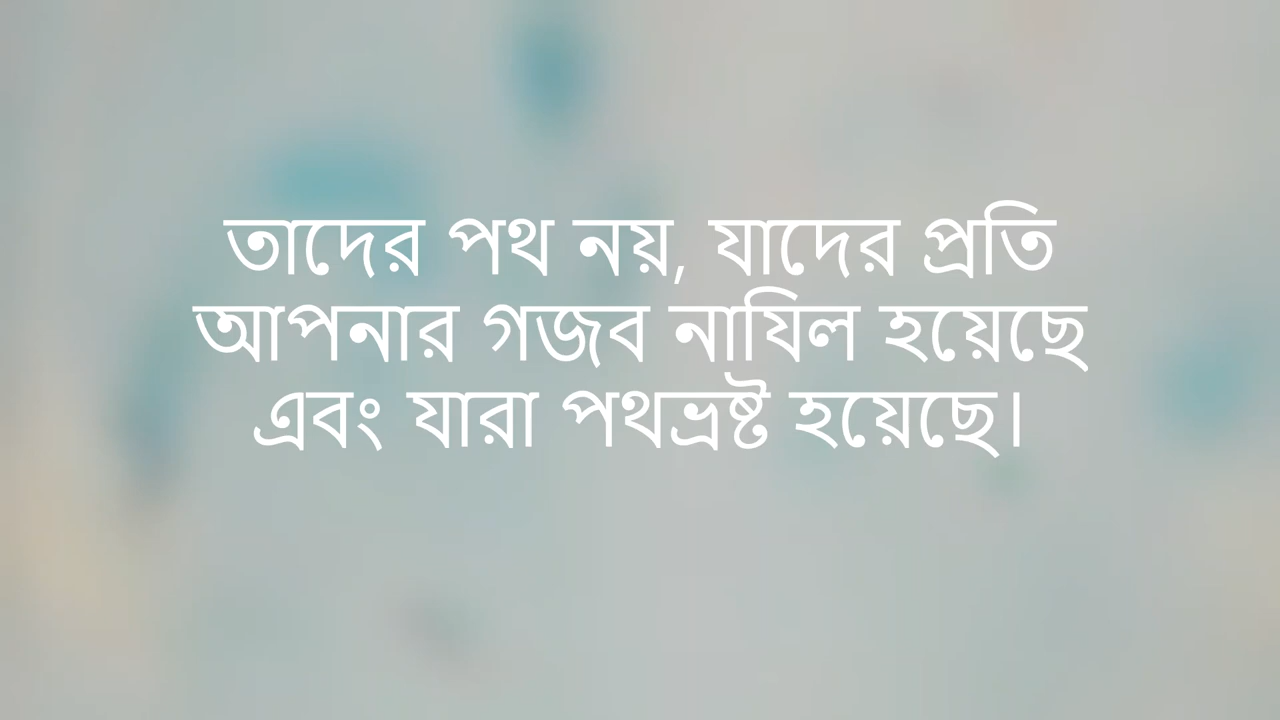 তাদের পথ নয়, যাদের প্রতি
আপনার গজব নাযিল হয়েছে
এবং যারা পথভ্রষ্ট হয়েছে।